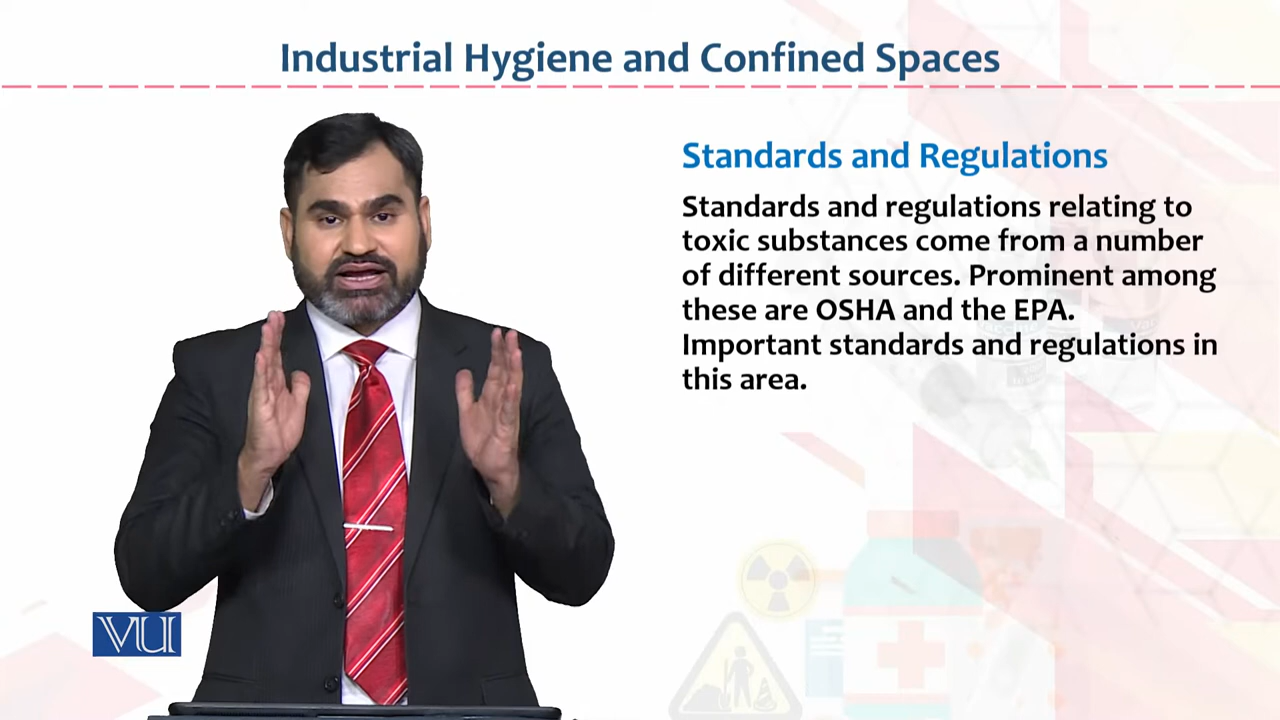 Industrial Hygiene and Confined Spaces
Standards and Regulations
Standards and regulations relating to
toxic substances come from a number
of different sources. Prominent among
these are OSHA and the EPA.
Important standards and regulations in
this area.
VU